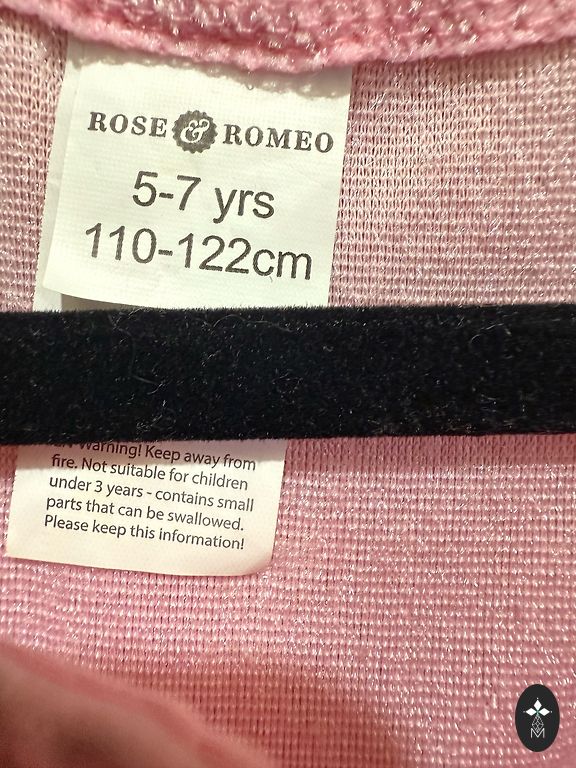 ROSE & ROMEO
5-7 yrs
110-122cm
Warning! Keep away from
fire. Not suitable for children
under 3 years - contains small
parts that can be swallowed.
Please keep this information!